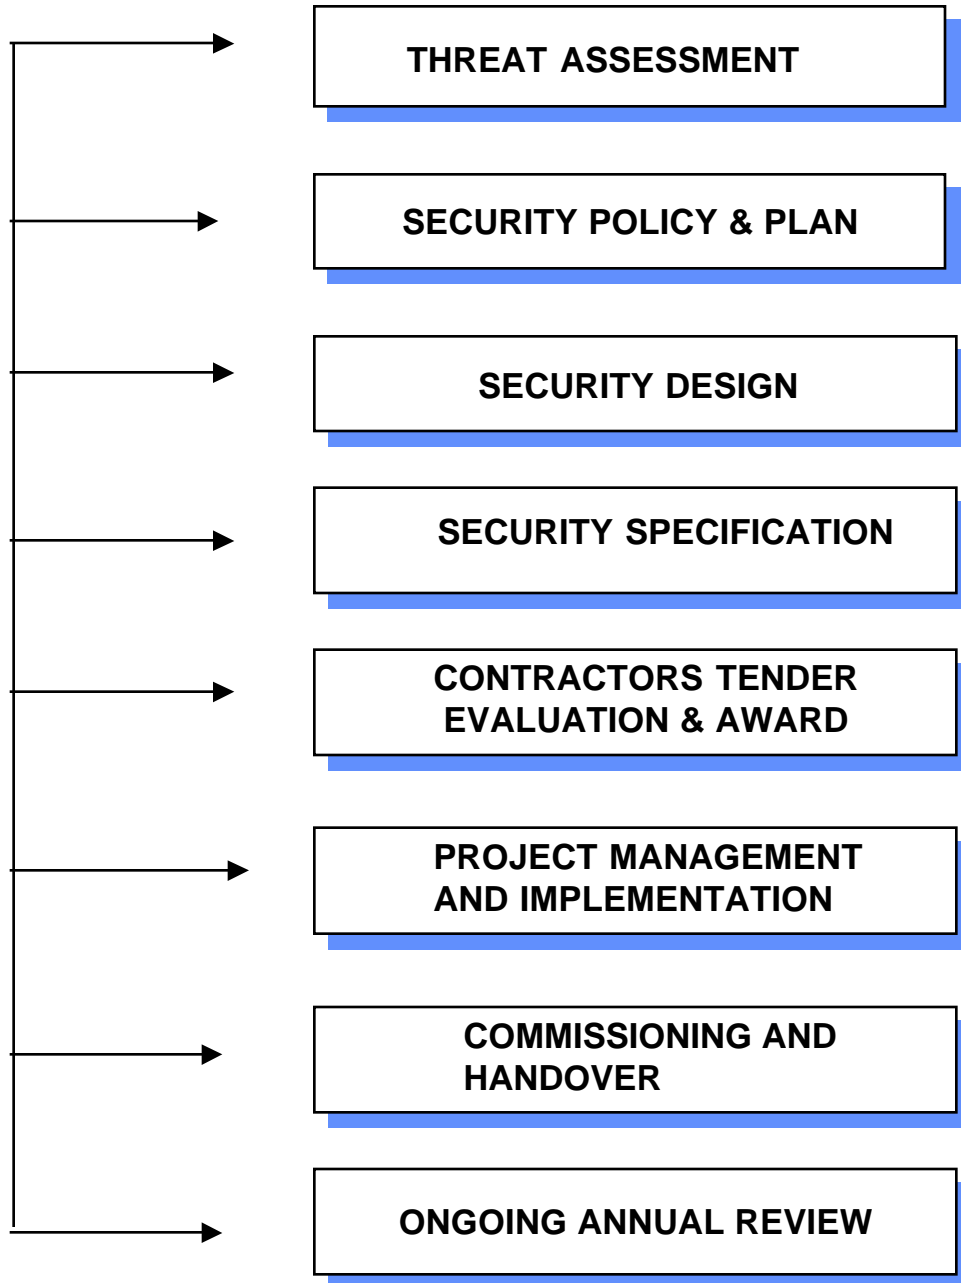 THREAT ASSESSMENT
SECURITY POLICY & PLAN
SECURITY DESIGN
SECURITY SPECIFICATION
CONTRACTORS TENDER
EVALUATION & AWARD
PROJECT MANAGEMENT
AND IMPLEMENTATION
COMMISSIONING AND
HANDOVER
ONGOING ANNUAL REVIEW